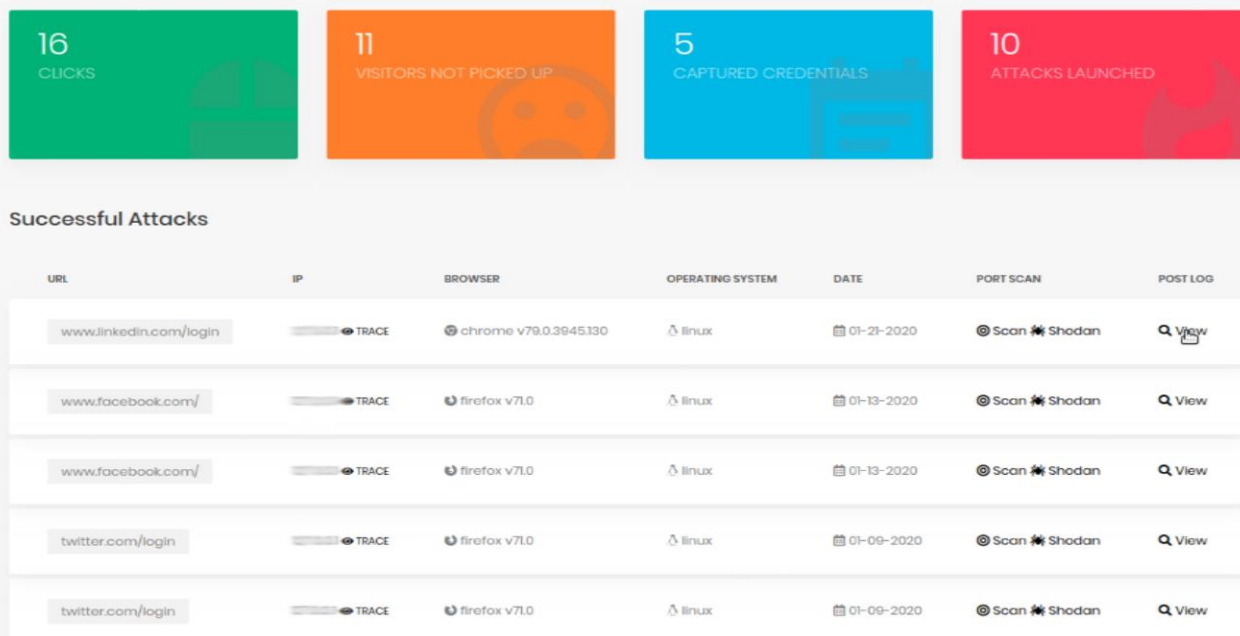 16
CLICKS
11
VISITORS NOT PICKED UP
5
CAPTURED CREDENTIALS
10
ATTACKS LAUNCHED
Successful Attacks
URL IP BROWSER OPERATING SYSTEM DATE PORT SCAN POST LOG
www.linkedin.com/login TRACE chrome v79.0.3945.130 linux 01-21-2020 Scan Shodan View
www.facebook.com/ TRACE firefox v71.0 linux 01-13-2020 Scan Shodan View
www.facebook.com/ TRACE firefox v71.0 linux 01-13-2020 Scan Shodan View
twitter.com/login TRACE firefox v71.0 linux 01-09-2020 Scan Shodan View
twitter.com/login TRACE firefox v71.0 linux 01-09-2020 Scan Shodan View